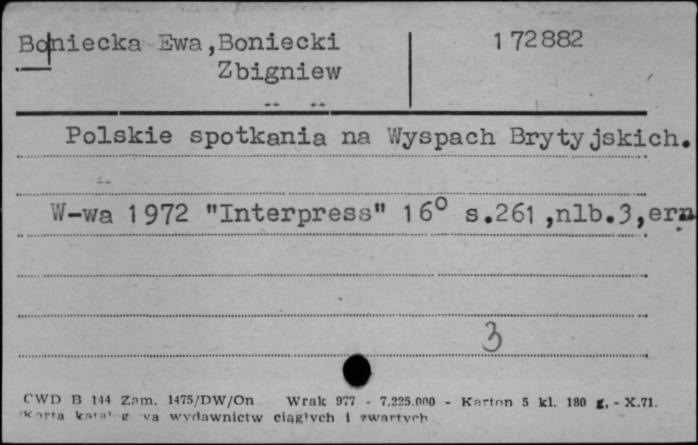 Boniecka Ewa,Boniecki 172882
Zbigniew
Polskie spotkania na Wyspach Brytyjskich.
W-wa 1972 "Interpress" 16° s.261,nlb.3,err
3
CWD B 144 Zam. 1475/DW/On Wrak 977 - 7.225.000 - Karton 5 kl. 180 g. - X.71.
Karta katalogowa wydawnictw ciągłych i zwartych